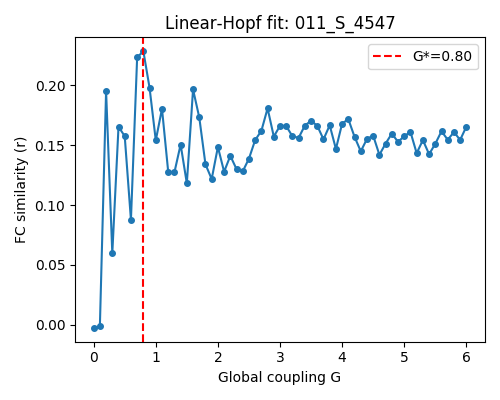 Linear-Hopf fit: 011_S_4547
G*=0.80
FC similarity (r)
0.20
0.15
0.10
0.05
0.00
0 1 2 3 4 5 6
Global coupling G